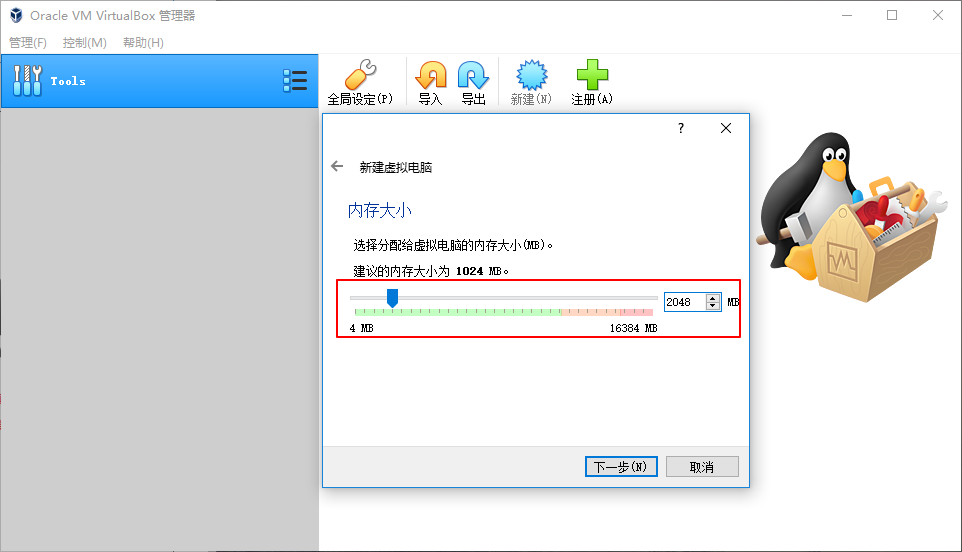 Oracle VM VirtualBox 管理器
管理(F) 控制(M) 帮助(H)
Tools
全局设定(P) 导入 导出 新建(N) 注册(A)
?
新建虚拟电脑
内存大小
选择分配给虚拟电脑的内存大小(MB)。
建议的内存大小为 1024 MB。
2048 MB
4 MB 16384 MB
下一步(N) 取消